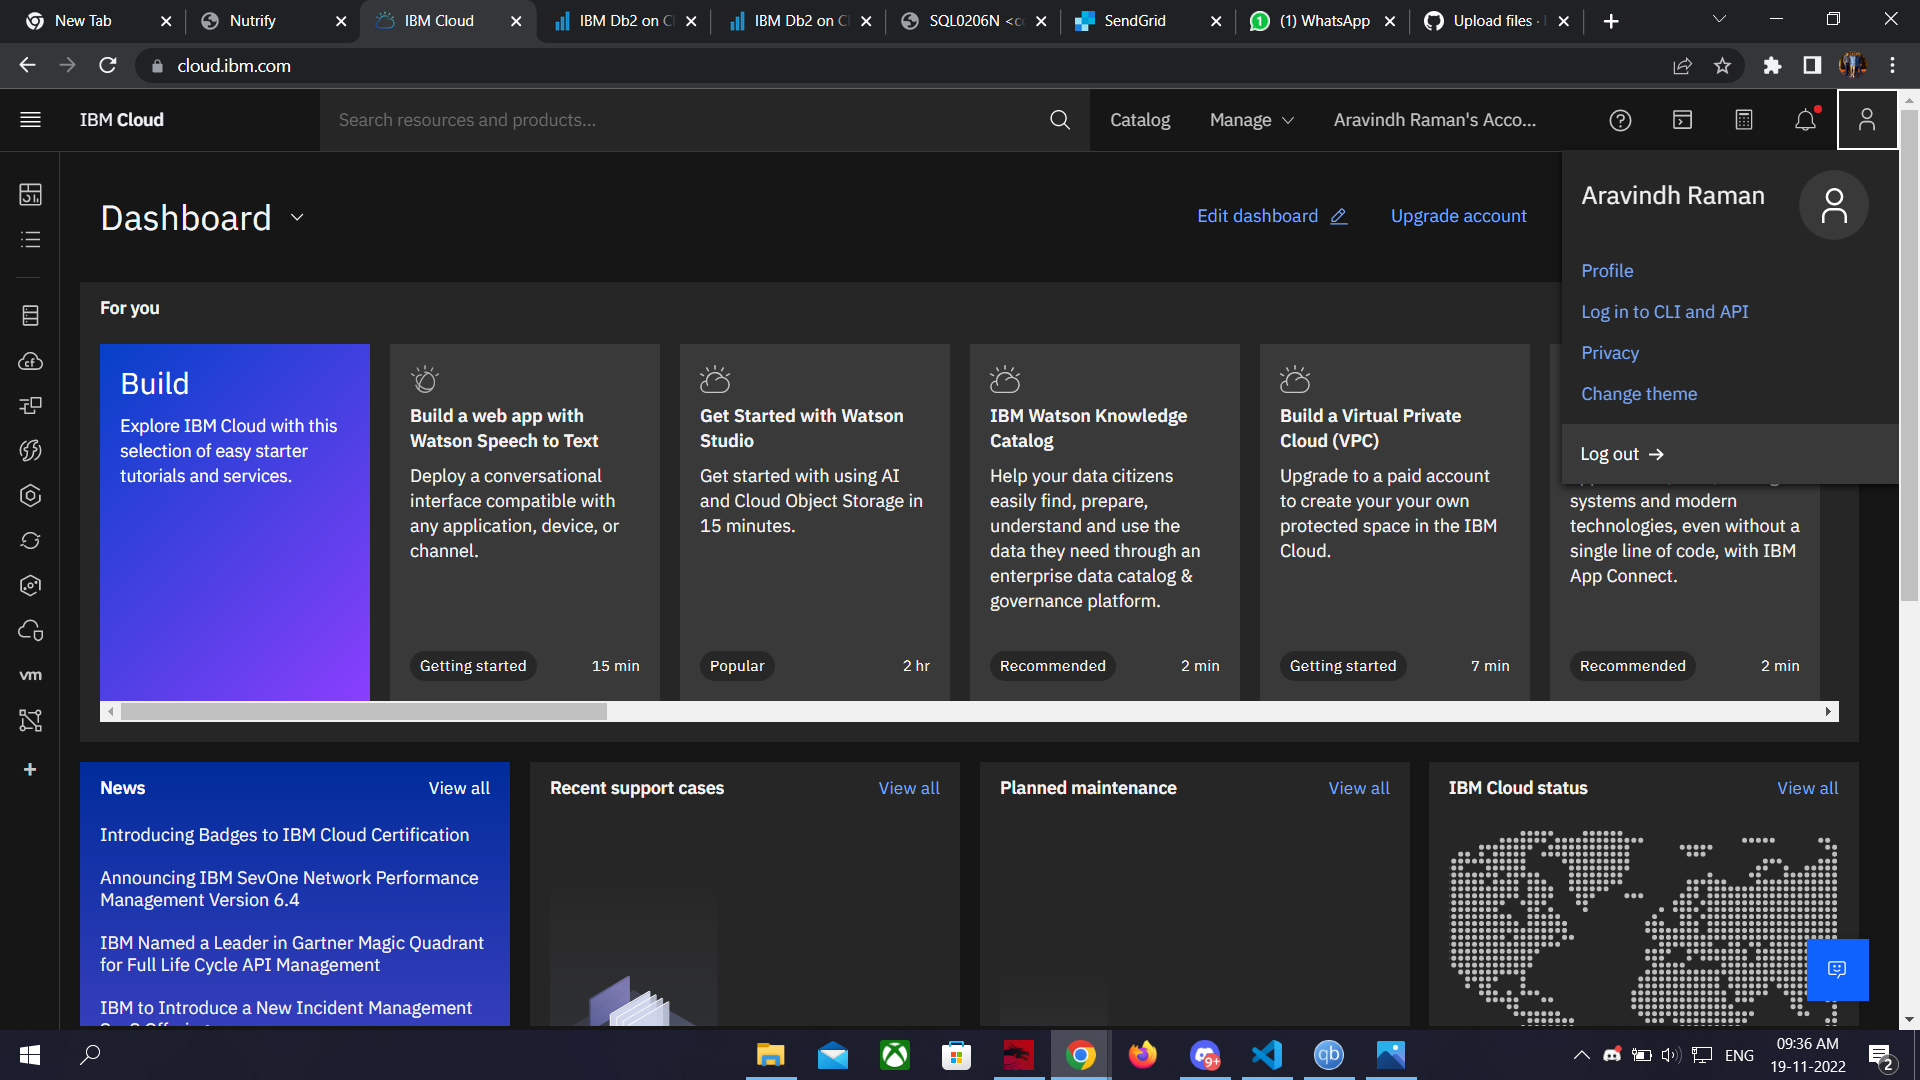 New Tab
Nutrify
IBM Cloud
IBM Db2 on Cl
IBM Db2 on Cl
SQL0206N <co
SendGrid
(1) WhatsApp
Upload files ·
cloud.ibm.com
IBM Cloud
Search resources and products...
Catalog
Manage
Aravindh Raman's Acco...
Dashboard
Edit dashboard
Upgrade account
Aravindh Raman
Profile
Log in to CLI and API
Privacy
Change theme
Log out
For you
Build
Explore IBM Cloud with this
selection of easy starter
tutorials and services.
Build a web app with
Watson Speech to Text
Deploy a conversational
interface compatible with
any application, device, or
channel.
Getting started
15 min
Get Started with Watson
Studio
Get started with using AI
and Cloud Object Storage in
15 minutes.
Popular
2 hr
IBM Watson Knowledge
Catalog
Help your data citizens
easily find, prepare,
understand and use the
data they need through an
enterprise data catalog &
governance platform.
Recommended
2 min
Build a Virtual Private
Cloud (VPC)
Upgrade to a paid account
to create your your own
protected space in the IBM
Cloud.
Getting started
7 min
systems and modern
technologies, even without a
single line of code, with IBM
App Connect.
Recommended
2 min
vm
News
View all
Introducing Badges to IBM Cloud Certification
Announcing IBM SevOne Network Performance
Management Version 6.4
IBM Named a Leader in Gartner Magic Quadrant
for Full Life Cycle API Management
IBM to Introduce a New Incident Management
Recent support cases
View all
Planned maintenance
View all
IBM Cloud status
View all
9+
qb
ENG
09:36 AM
19-11-2022
2